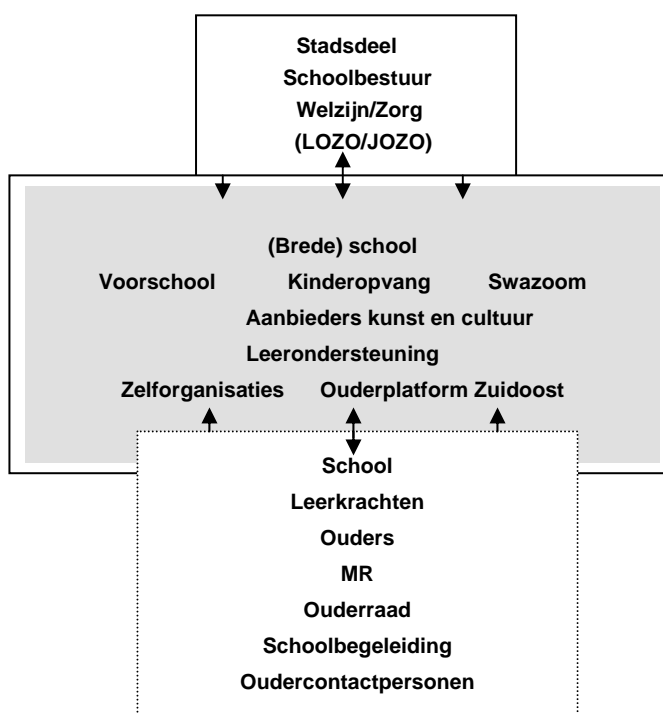 Stadsdeel
Schoolbestuur
Welzijn/Zorg
(LOZO/JOZO)
(Brede) school
Voorschool Kinderopvang Swazoom
Aanbieders kunst en cultuur
Leerondersteuning
Zelforganisaties Ouderplatform Zuidoost
School
Leerkrachten
Ouders
MR
Ouderraad
Schoolbegeleiding
Oudercontactpersonen